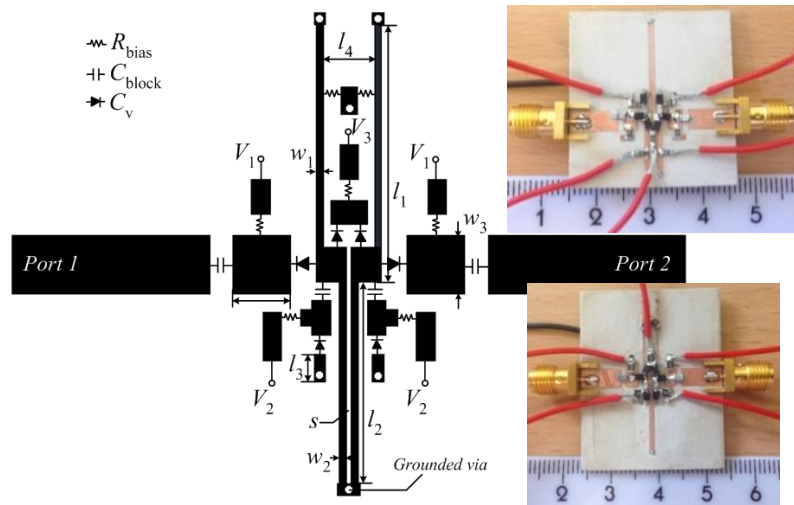 R_bias
C_block
C_v
l_4
V_3
V_1
w_1
V_1
l_1
w_3
Port 1
Port 2
l_3
V_2
V_2
s
l_2
w_2
Grounded via
1 2 3 4 5
2 3 4 5 6